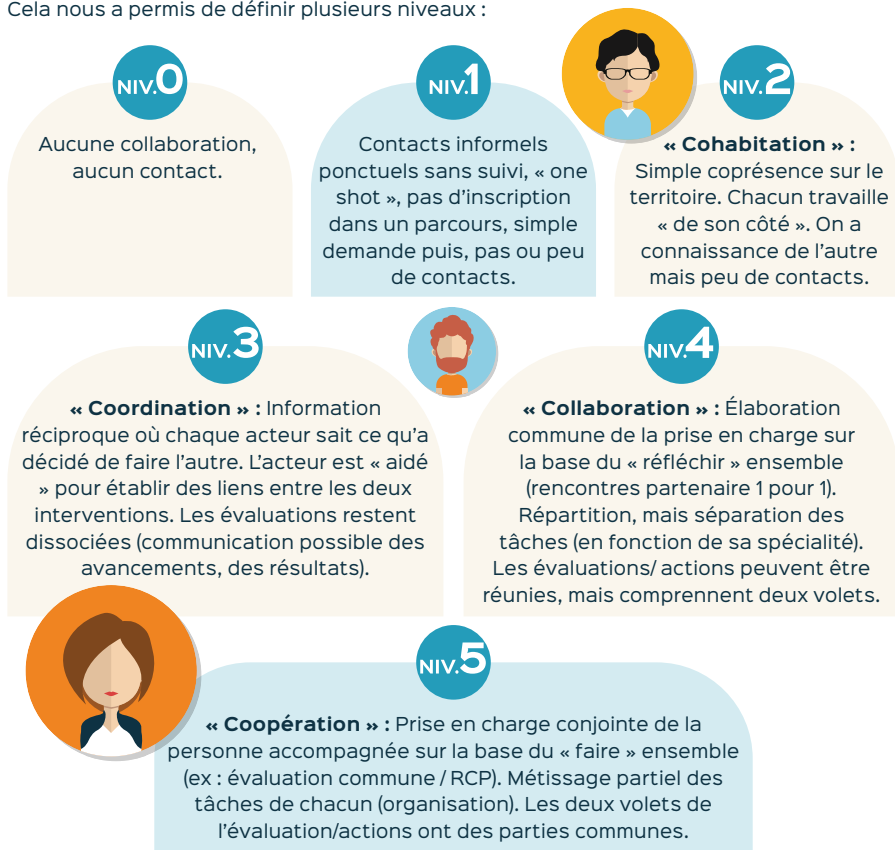 Cela nous a permis de définir plusieurs niveaux :
NIV.0
Aucune collaboration,
aucun contact.
NIV.1
Contacts informels
ponctuels sans suivi, « one
shot », pas d’inscription
dans un parcours, simple
demande puis, pas ou peu
de contacts.
NIV.2
« Cohabitation » :
Simple coprésence sur le
territoire. Chacun travaille
« de son côté ». On a
connaissance de l’autre
mais peu de contacts.
NIV.3
« Coordination » : Information
réciproque où chaque acteur sait ce qu’a
décidé de faire l’autre. L’acteur est « aidé
» pour établir des liens entre les deux
interventions. Les évaluations restent
dissociées (communication possible des
avancements, des résultats).
NIV.4
« Collaboration » : Élaboration
commune de la prise en charge sur
la base du « réfléchir » ensemble
(rencontres partenaire 1 pour 1).
Répartition, mais séparation des
tâches (en fonction de sa spécialité).
Les évaluations/ actions peuvent être
réunies, mais comprennent deux volets.
NIV.5
« Coopération » : Prise en charge conjointe de la
personne accompagnée sur la base du « faire » ensemble
(ex : évaluation commune / RCP). Métissage partiel des
tâches de chacun (organisation). Les deux volets de
l’évaluation/actions ont des parties communes.